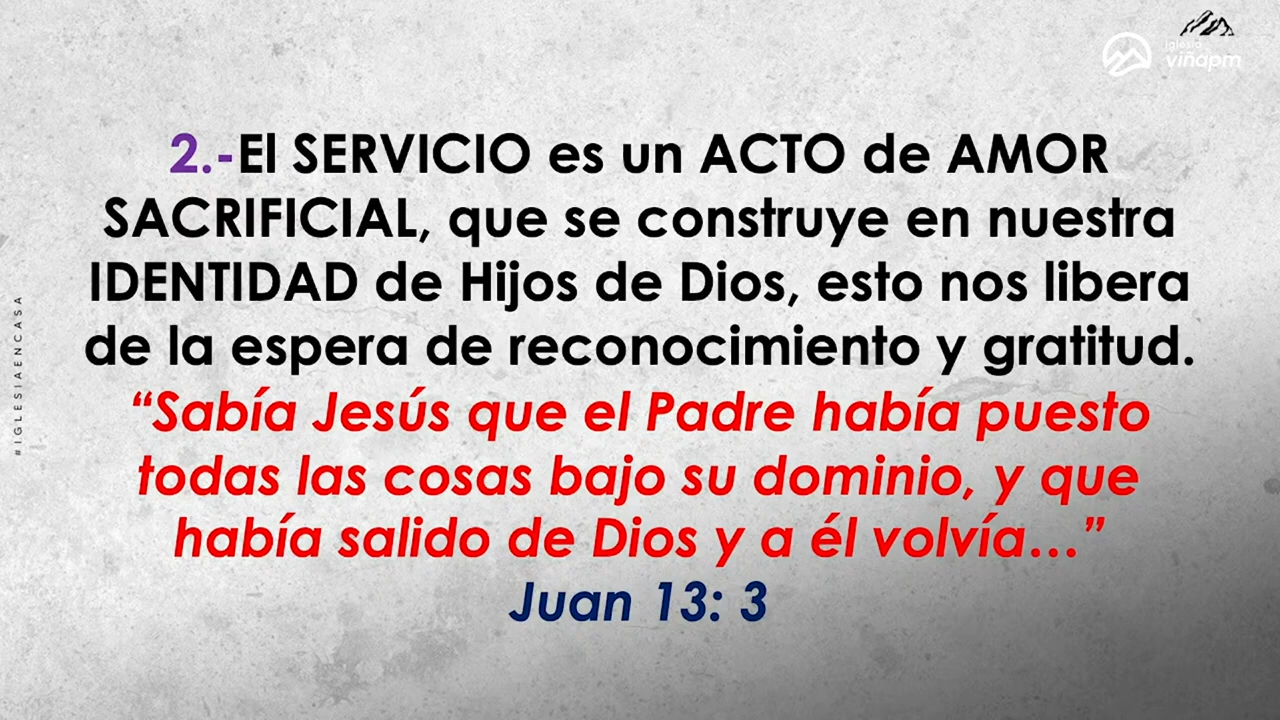 iglesia
viñapm
2.-El SERVICIO es un ACTO de AMOR
SACRIFICIAL, que se construye en nuestra
IDENTIDAD de Hijos de Dios, esto nos libera
de la espera de reconocimiento y gratitud.
“Sabía Jesús que el Padre había puesto
todas las cosas bajo su dominio, y que
había salido de Dios y a él volvía...”
Juan 13: 3
#IGLESIAENCASA